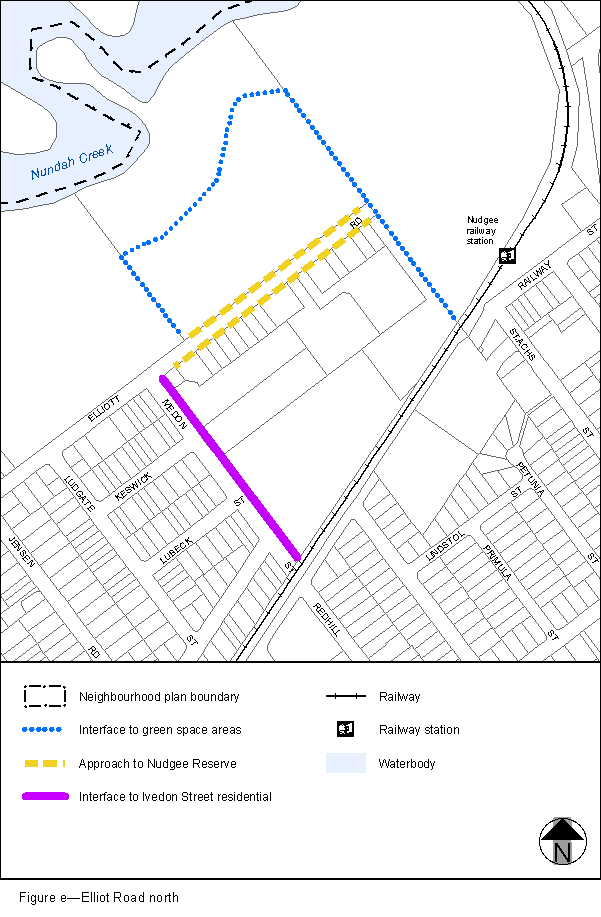 Nundah Creek
Nudgee
railway
station
RD
RAILWAY
ST
STACHS
ST
ELLIOTT
IVEDON
LUDGATE
KESWICK
ST
LUBECK
JENSEN
RD
ST
ST
REDHILL
PETUNIA
ST
LINDSTOL
PRIMULA
ST
ST
Neighbourhood plan boundary
Railway
Interface to green space areas
Railway station
Approach to Nudgee Reserve
Waterbody
Interface to Ivedon Street residential
N
Figure e—Elliot Road north